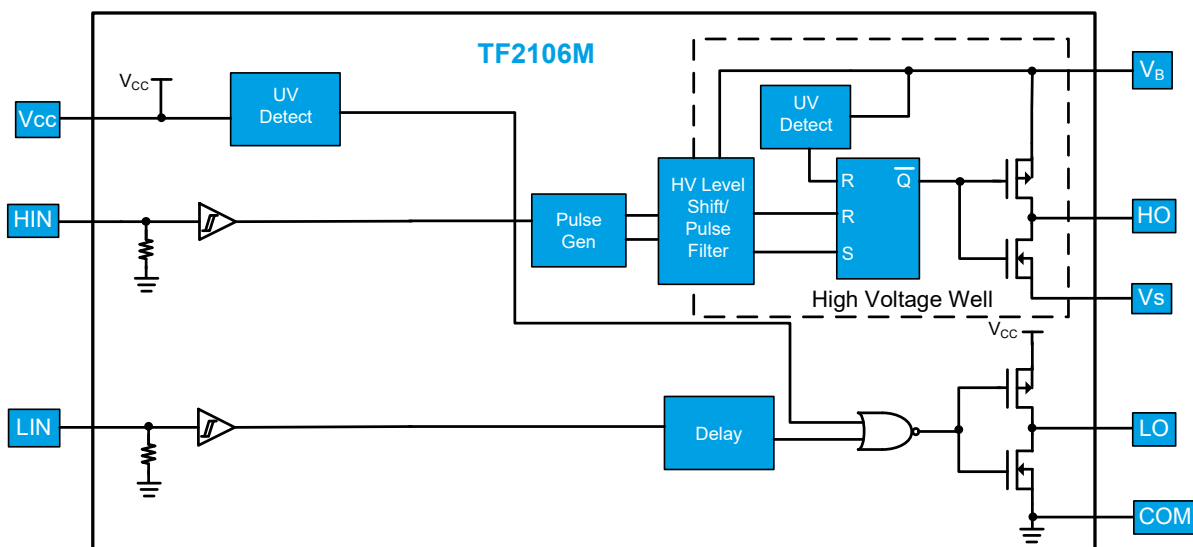 TF2106M
VCC
Vcc
UV
Detect
VB
UV
Detect
HIN
Pulse
Gen
HV Level
Shift/
Pulse
Filter
R
Q
R
S
HO
High Voltage Well
Vs
VCC
LIN
Delay
LO
COM